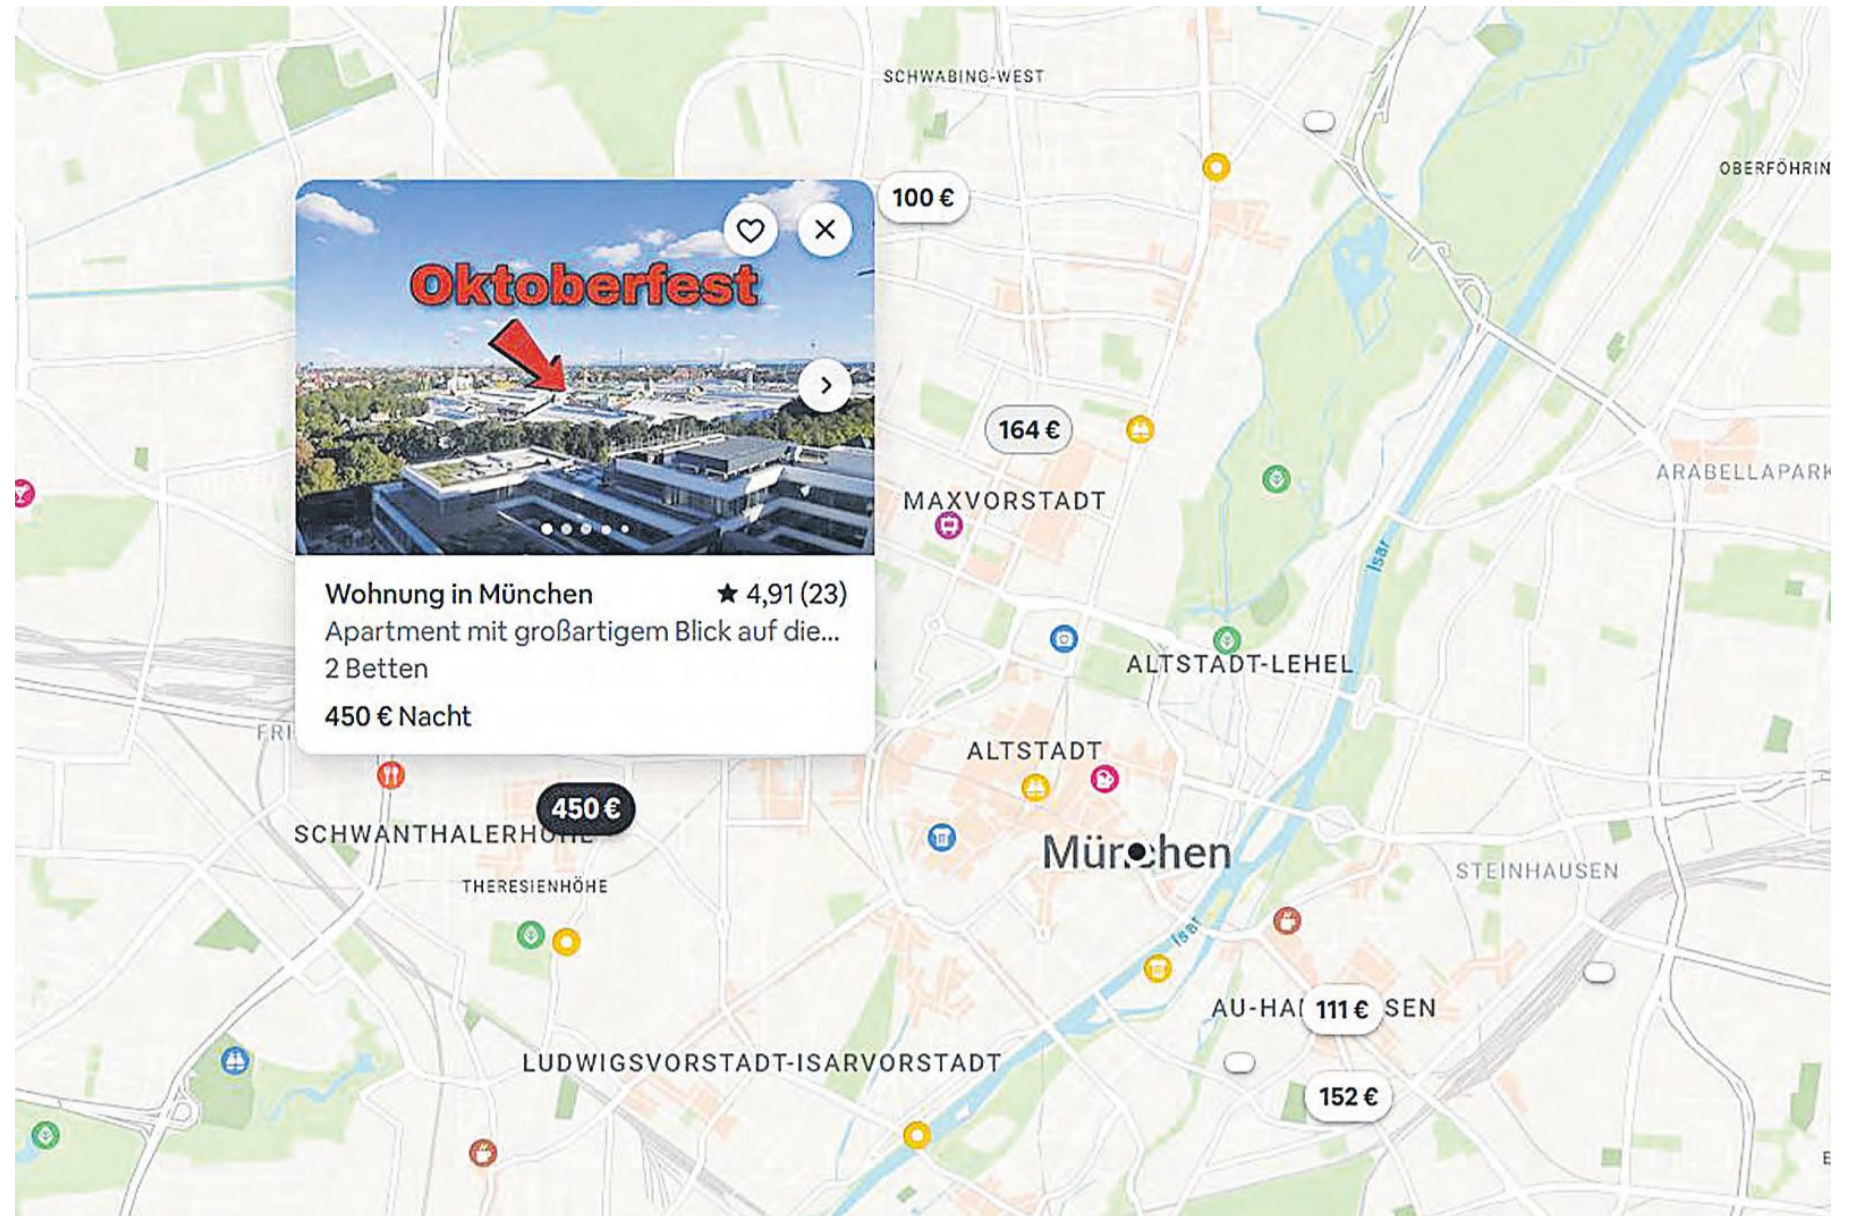 SCHWABING-WEST
OBERFÖHRIN
100 €
Oktoberfest
164 €
ARABELLAPARK
MAXVORSTADT
Isar
Wohnung in München ★ 4,91 (23)
Apartment mit großartigem Blick auf die...
2 Betten
450 € Nacht
ALTSTADT-LEHEL
FRI
ALTSTADT
450 €
SCHWANTHALERHÖHE
München
THERESIENHÖHE
STEINHAUSEN
Isar
AU-HAI
111 €
SEN
LUDWIGSVORSTADT-ISARVORSTADT
152 €
E